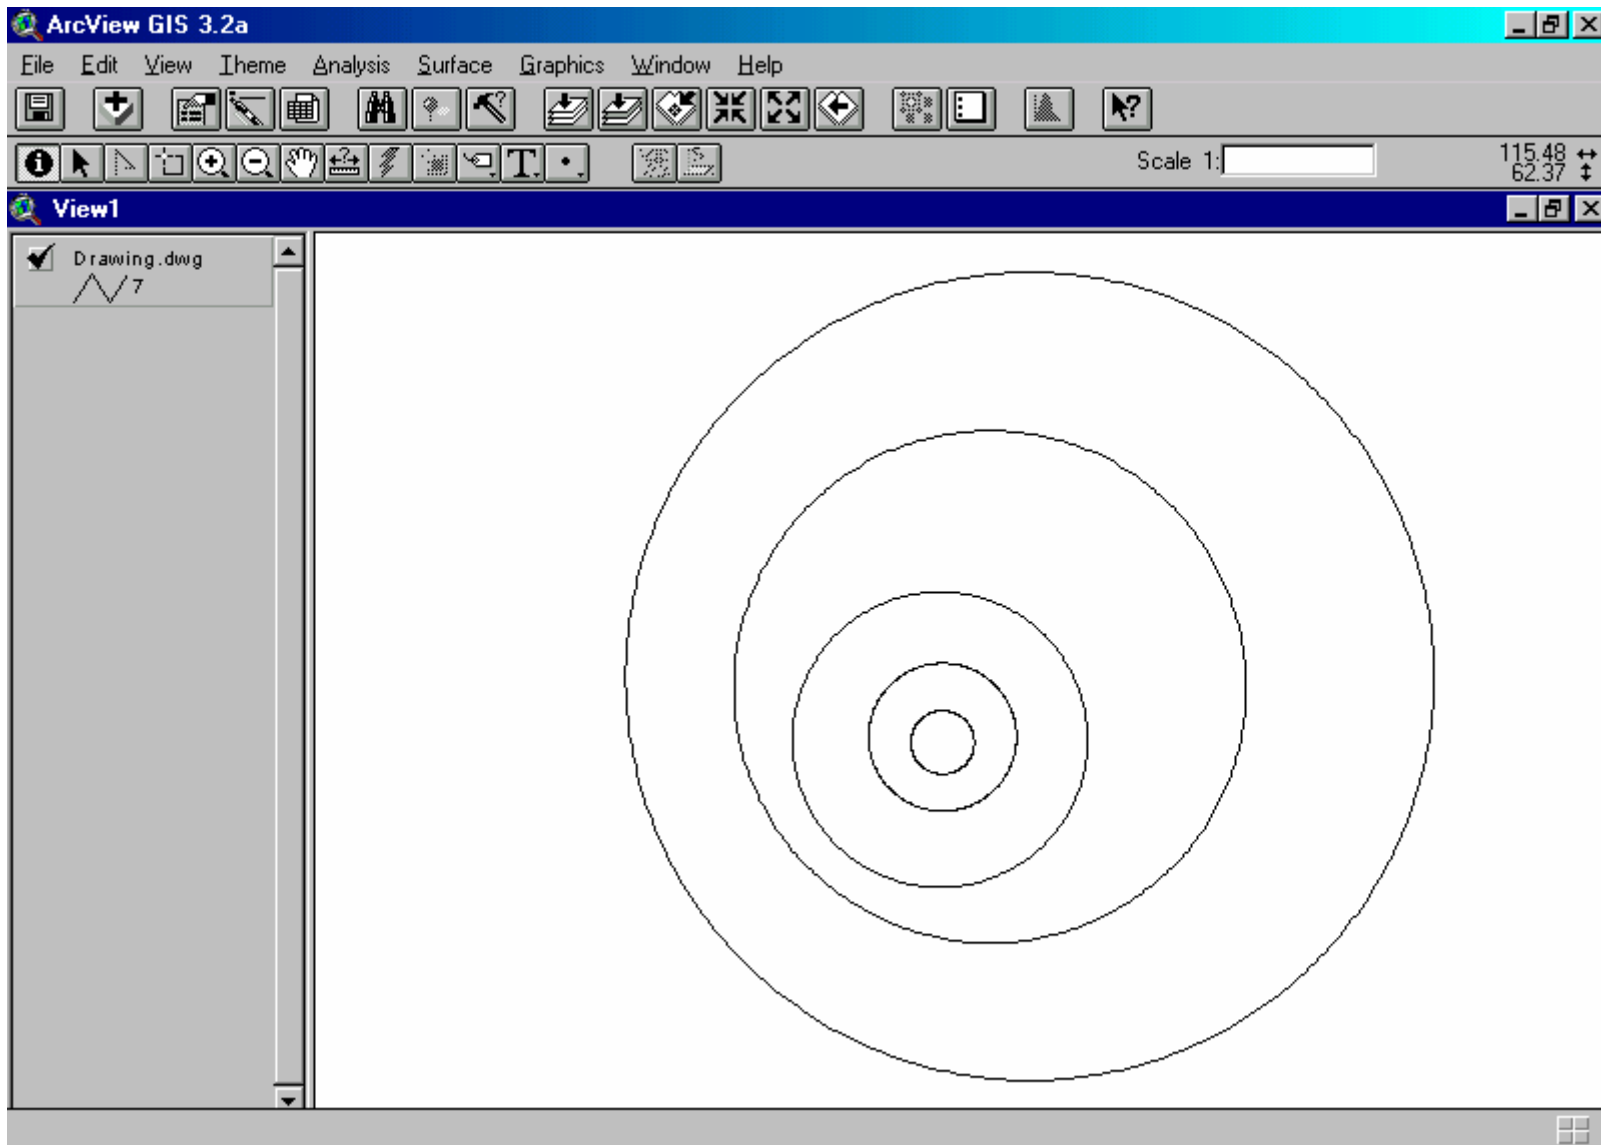 ArcView GIS 3.2a
File Edit View Theme Analysis Surface Graphics Window Help
T
Scale 1:
115.48
62.37
View1
Drawing.dwg
7